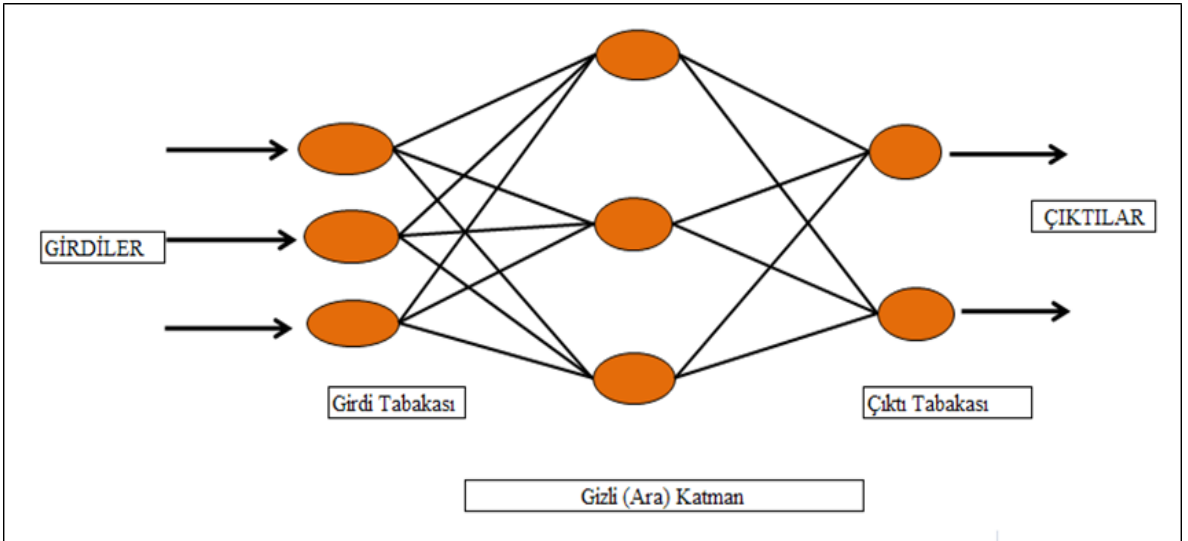 GİRDİLER
ÇIKTILAR
Girdi Tabakası
Çıktı Tabakası
Gizli (Ara) Katman